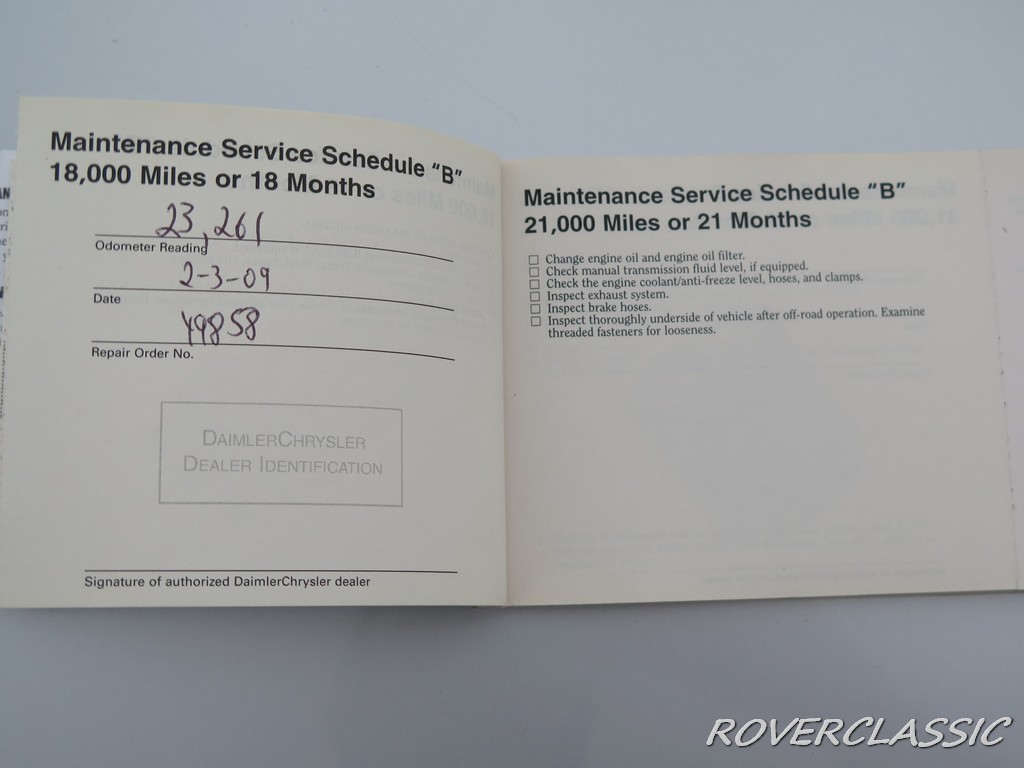 Maintenance Service Schedule "B"
18,000 Miles or 18 Months
23,261
Odometer Reading
2-3-09
Date
49858
Repair Order No.
DAIMLERCHRYSLER
DEALER IDENTIFICATION
Signature of authorized DaimlerChrysler dealer
Maintenance Service Schedule "B"
21,000 Miles or 21 Months
☐ Change engine oil and engine oil filter.
☐ Check manual transmission fluid level, if equipped.
☐ Check the engine coolant/anti-freeze level, hoses, and clamps.
☐ Inspect exhaust system.
☐ Inspect brake hoses.
☐ Inspect thoroughly underside of vehicle after off-road operation. Examine
threaded fasteners for looseness.
ROVERCLASSIC